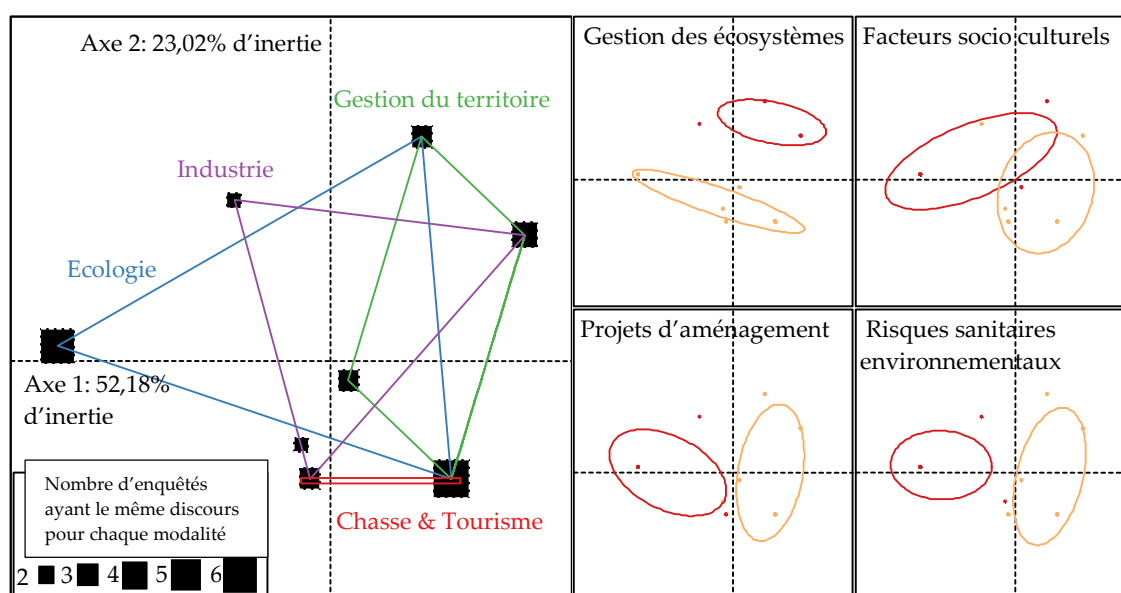 Axe 2: 23,02% d’inertie
Gestion du territoire
Industrie
Ecologie
Axe 1: 52,18%
d’inertie
Chasse & Tourisme
Nombre d’enquêtés
ayant le même discours
pour chaque modalité
2 3 4 5 6
Gestion des écosystèmes
Facteurs socio culturels
Projets d’aménagement
Risques sanitaires
environnementaux